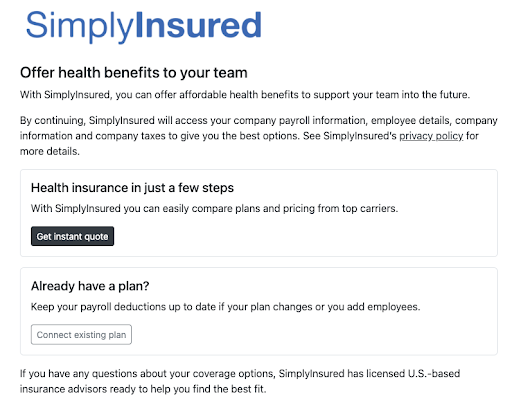 SimplyInsured
Offer health benefits to your team
With SimplyInsured, you can offer affordable health benefits to support your team into the future.
By continuing, SimplyInsured will access your company payroll information, employee details, company
information and company taxes to give you the best options. See SimplyInsured's privacy policy for
more details.
Health insurance in just a few steps
With SimplyInsured you can easily compare plans and pricing from top carriers.
Get instant quote
Already have a plan?
Keep your payroll deductions up to date if your plan changes or you add employees.
Connect existing plan
If you have any questions about your coverage options, SimplyInsured has licensed U.S.-based
insurance advisors ready to help you find the best fit.